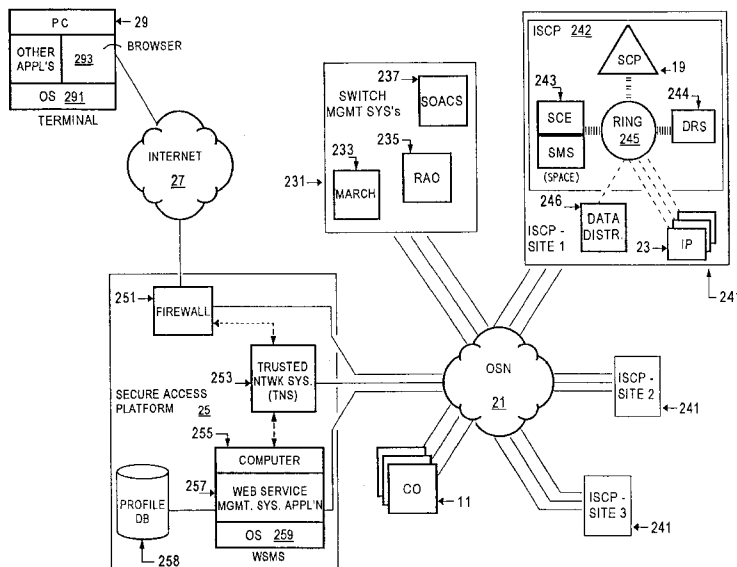 PC
29
OTHER
APPL'S
293
BROWSER
OS 291
TERMINAL
INTERNET
27
SWITCH
MGMT SYS's
237
SOACS
235
233
RAO
MARCH
231
ISCP 242
SCP
19
243
244
SCE
SMS
(SPACE)
RING
245
DRS
246
DATA
DISTR.
ISCP -
SITE 1
23
IP
241
251
FIREWALL
253
TRUSTED
NTWK SYS.
(TNS)
SECURE ACCESS
PLATFORM 25
255
COMPUTER
257
WEB SERVICE
MGMT. SYS. APPL'N
OS 259
WSMS
PROFILE
DB
258
OSN
21
CO
11
ISCP -
SITE 2
241
ISCP -
SITE 3
241